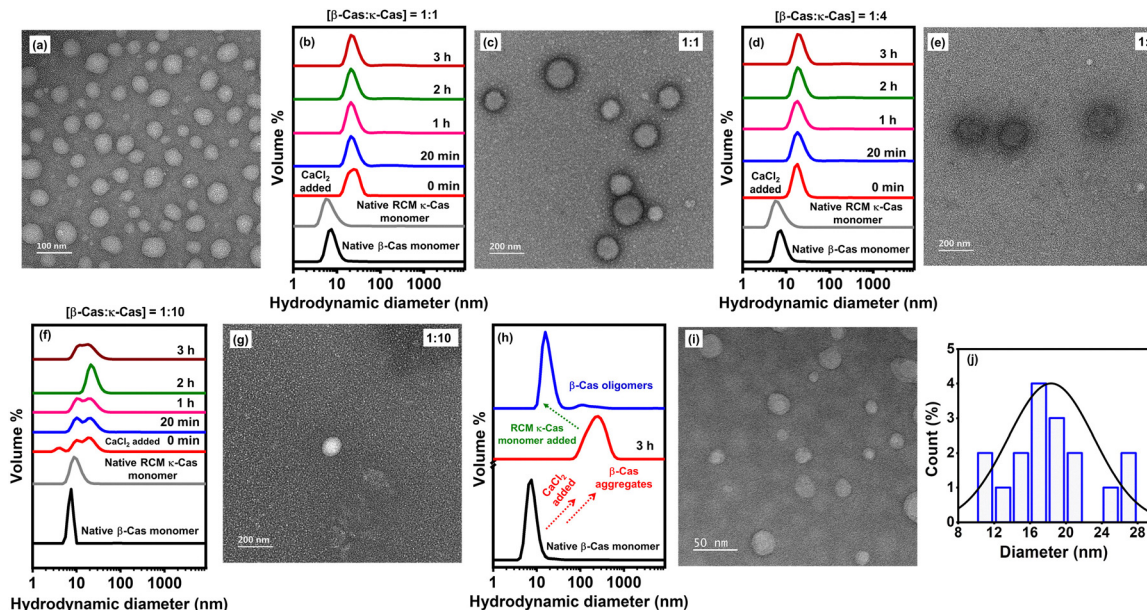 [β-Cas:κ-Cas] = 1:1
[β-Cas:κ-Cas] = 1:4
(a)
100 nm
(b)
3 h
2 h
1 h
20 min
CaCl₂
added
0 min
Native RCM κ-Cas
monomer
Native β-Cas monomer
Volume %
1 10 100 1000
Hydrodynamic diameter (nm)
(c)
1:1
200 nm
(d)
3 h
2 h
1 h
20 min
CaCl₂
added
0 min
Native RCM κ-Cas
monomer
Native β-Cas monomer
Volume %
1 10 100 1000
Hydrodynamic diameter (nm)
(e)
200 nm
[β-Cas:κ-Cas] = 1:10
(f)
3 h
2 h
1 h
20 min
CaCl₂ added 0 min
Native RCM κ-Cas
monomer
Native β-Cas monomer
Volume %
1 10 100 1000
Hydrodynamic diameter (nm)
(g)
1:10
200 nm
(h)
β-Cas oligomers
RCM κ-Cas
monomer added
3 h
CaCl₂
added
β-Cas
aggregates
Native β-Cas monomer
Volume %
1 10 100 1000
Hydrodynamic diameter (nm)
(i)
50 nm
(j)
8
6
4
2
0
Count (%)
8 12 16 20 24 28
Diameter (nm)